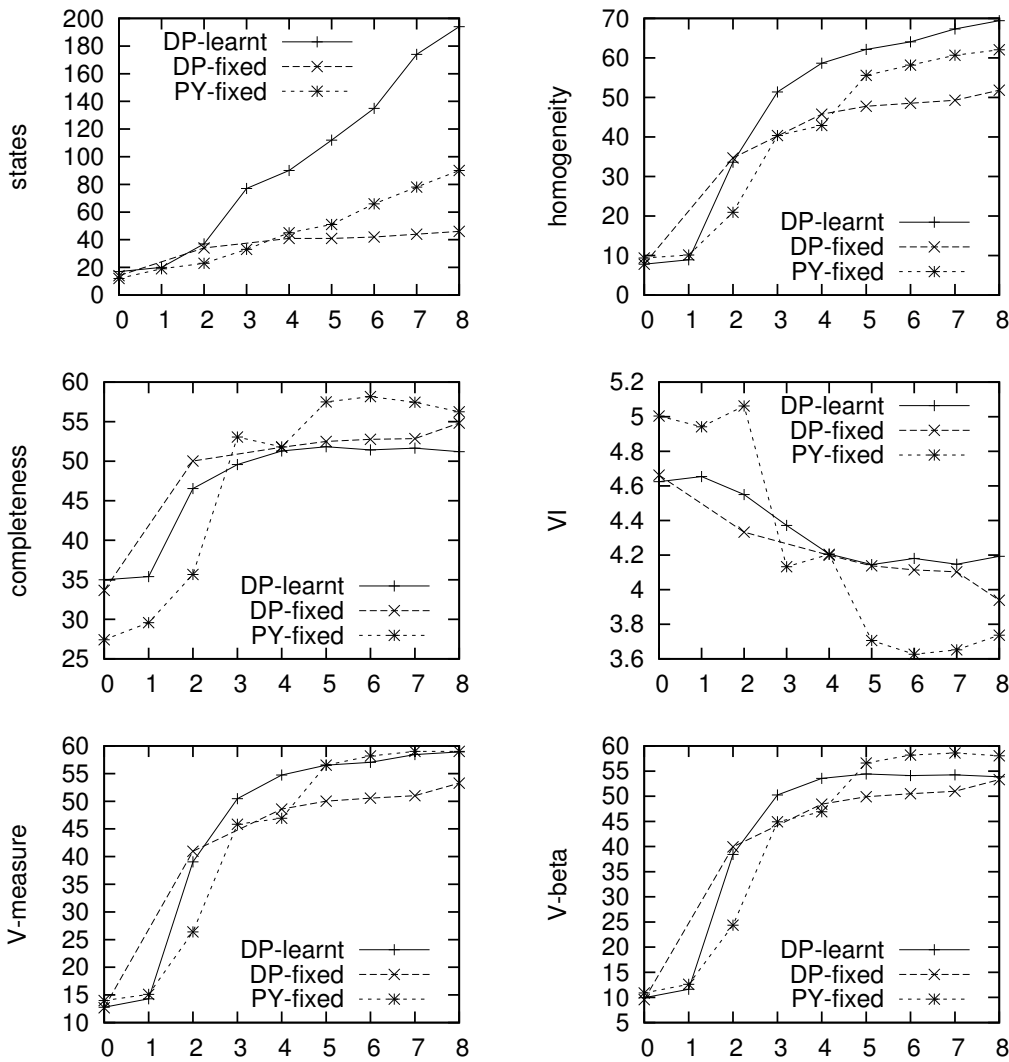 states
200
180
160
140
120
100
80
60
40
20
0
DP-learnt
DP-fixed
PY-fixed
0 1 2 3 4 5 6 7 8
homogeneity
70
60
50
40
30
20
10
0
DP-learnt
DP-fixed
PY-fixed
0 1 2 3 4 5 6 7 8
completeness
60
55
50
45
40
35
30
25
DP-learnt
DP-fixed
PY-fixed
0 1 2 3 4 5 6 7 8
VI
5.2
5
4.8
4.6
4.4
4.2
4
3.8
3.6
DP-learnt
DP-fixed
PY-fixed
0 1 2 3 4 5 6 7 8
V-measure
60
55
50
45
40
35
30
25
20
15
10
DP-learnt
DP-fixed
PY-fixed
0 1 2 3 4 5 6 7 8
V-beta
60
55
50
45
40
35
30
25
20
15
10
5
DP-learnt
DP-fixed
PY-fixed
0 1 2 3 4 5 6 7 8